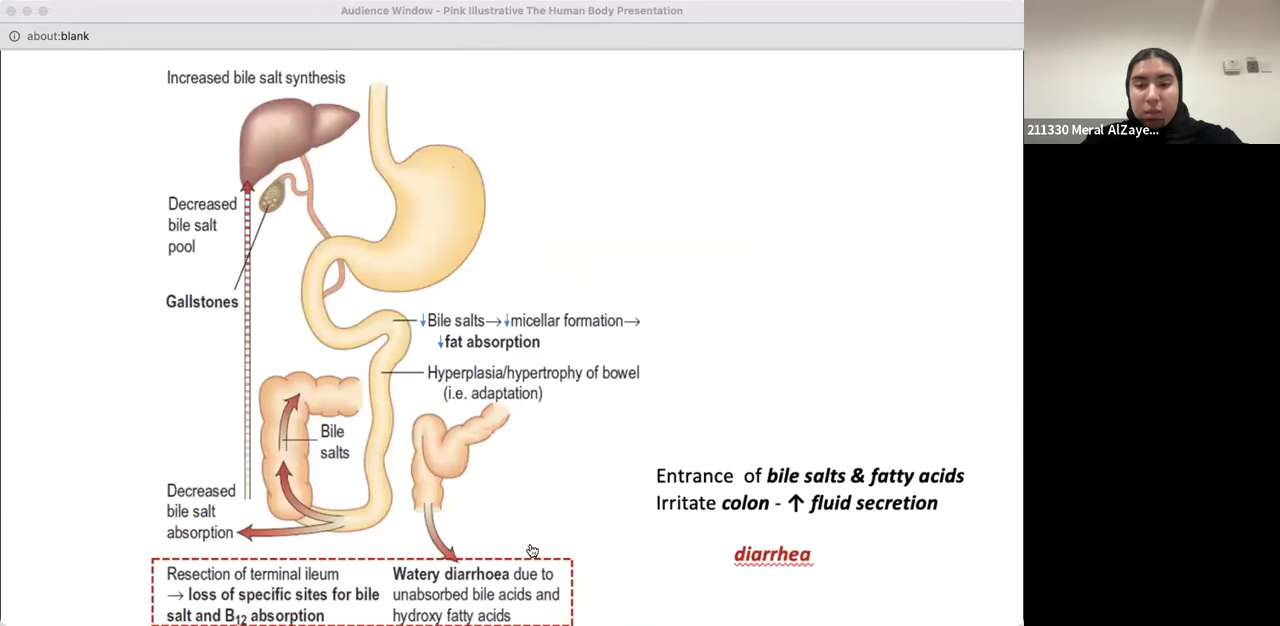 Audience Window - Pink Illustrative The Human Body Presentation
about:blank
211330 Meral AlZaye...
Increased bile salt synthesis
Decreased
bile salt
pool
Gallstones
↓Bile salts→↓micellar formation→
↓fat absorption
Hyperplasia/hypertrophy of bowel
(i.e. adaptation)
Bile
salts
Decreased
bile salt
absorption
Entrance of bile salts & fatty acids
Irritate colon - ↑ fluid secretion
diarrhea
Resection of terminal ileum
→ loss of specific sites for bile
salt and B12 absorption
Watery diarrhoea due to
unabsorbed bile acids and
hydroxy fatty acids